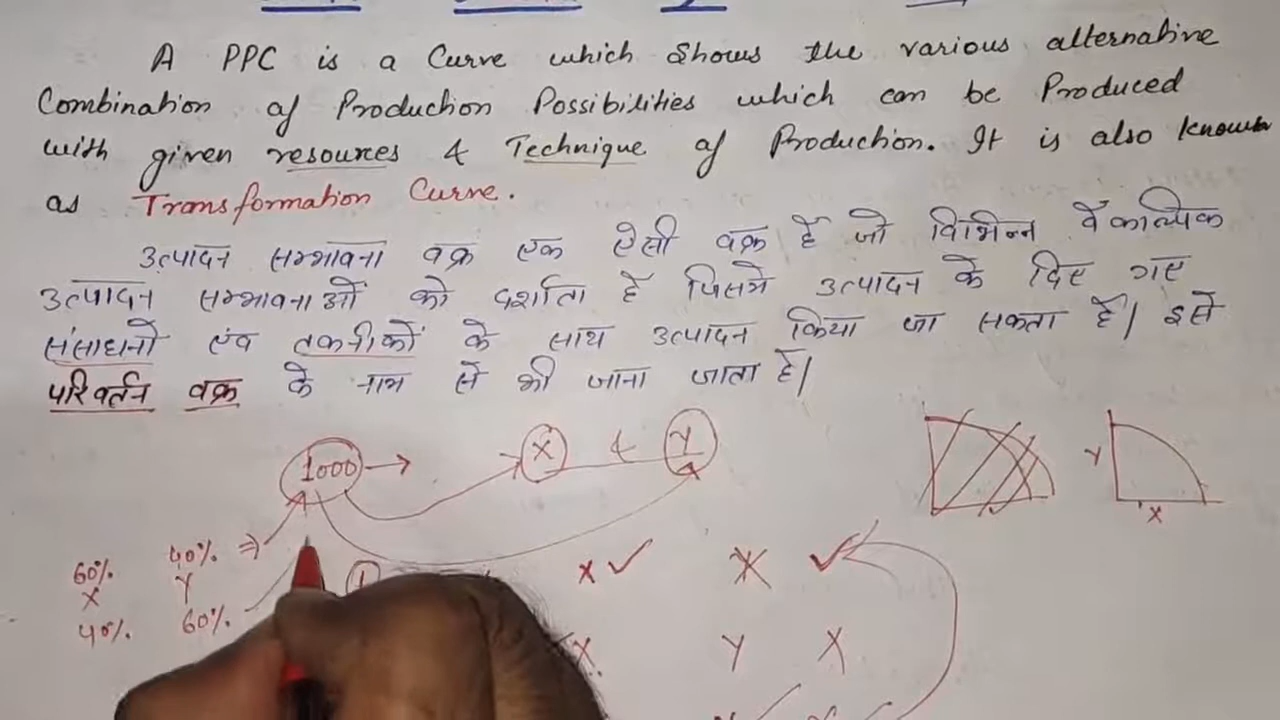 A PPC is a Curve which shows the various alternative
Combination of Production Possibilities which can be Produced
with given resources & Technique of Production. It is also known
as Transformation Curve.
उत्पादन सम्भावना वक्र एक ऐसी वक्र है जो विभिन्न वैकाल्पिक
उत्पादन सम्भावनाओं को दर्शाता है जिसमे उत्पादन के दिए गए
संसाधनो एंव तकनीकों के साथ उत्पादन किया जा सकता है। इसे
परिवर्तन वक्र के नाम से भी जाना जाता है।
1000 → X & Y
Y
X
60% 40% ⇒
X Y
40% 60%
X ✓ X ✓
X Y X